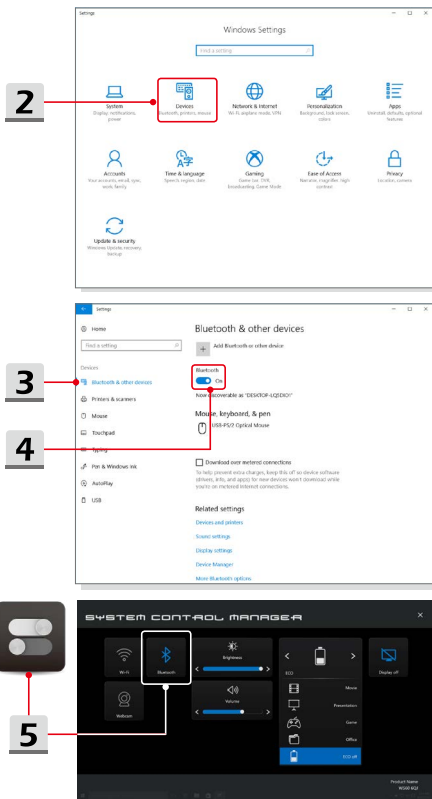 Settings
Windows Settings
Find a setting
2
System
Display, notifications,
power
Devices
Bluetooth, printers, mouse
Network & Internet
Wi-Fi, airplane mode, VPN
Personalization
Background, lock screen,
colors
Apps
Uninstall, defaults, optional
features
Accounts
Your accounts, email, sync,
work, family
Time & language
Speech, region, date
Gaming
Game bar, DVR,
broadcasting, Game Mode
Ease of Access
Narrator, magnifier, high
contrast
Privacy
Location, camera
Update & security
Windows Update, recovery,
backup
Settings
Home
Find a setting
Devices
3
Bluetooth & other devices
Printers & scanners
Mouse
4
Touchpad
Typing
Pen & Windows Ink
AutoPlay
USB
Bluetooth & other devices
Add Bluetooth or other device
Bluetooth
On
Now discoverable as "DESKTOP-LQ5DIOI"
Mouse, keyboard, & pen
USB-PS/2 Optical Mouse
Download over metered connections
To help prevent extra charges, keep this off so device software
(drivers, info, and apps) for new devices won't download while
you're on metered Internet connections.
Related settings
Devices and printers
Sound settings
Display settings
Device Manager
More Bluetooth options
5
SYSTEM CONTROL MANAGER
Wi-Fi
Bluetooth
Brightness
ECO
Display off
Webcam
Volume
Movie
Presentation
Game
Office
ECO off
Product Name